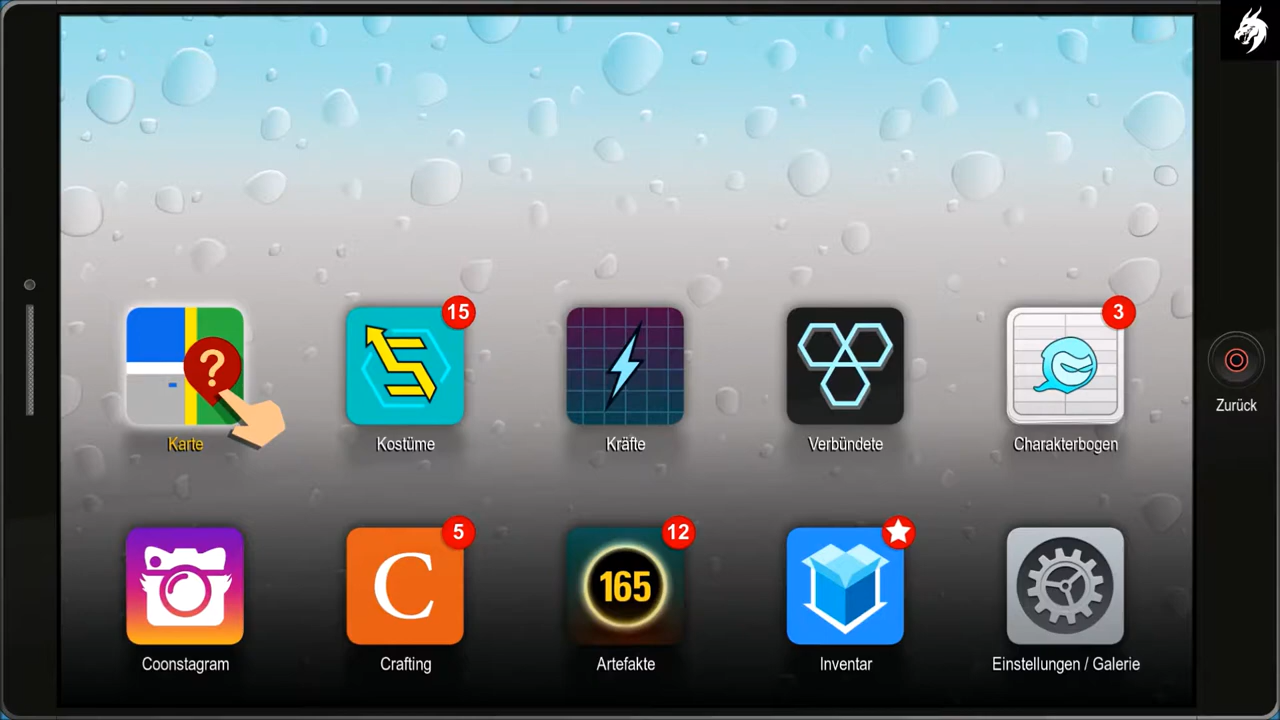 ?
15
3
Zurück
Karte
Kostüme
Kräfte
Verbündete
Charakterbogen
5
12
C
165
Coonstagram
Crafting
Artefakte
Inventar
Einstellungen / Galerie